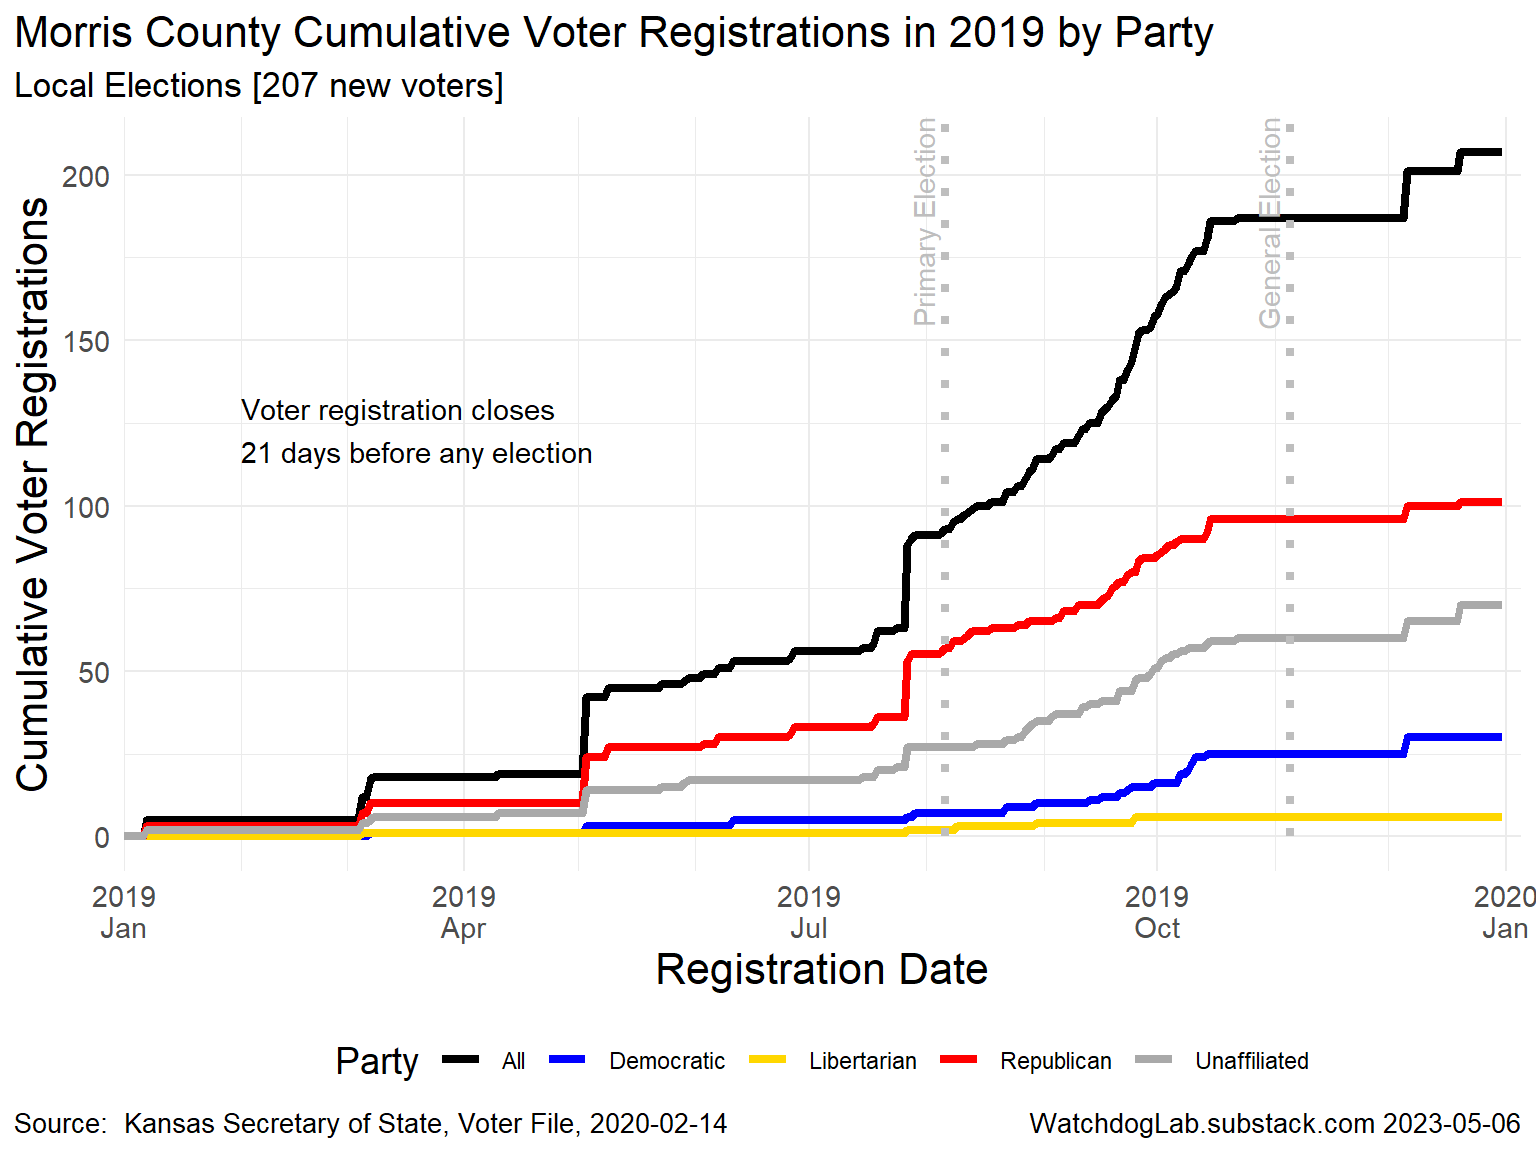 Morris County Cumulative Voter Registrations in 2019 by Party
Local Elections [207 new voters]
Cumulative Voter Registrations
200
150
100
50
0
Primary Election
General Election
Voter registration closes
21 days before any election
2019
Jan
2019
Apr
2019
Jul
2019
Oct
2020
Jan
Registration Date
Party All Democratic Libertarian Republican Unaffiliated
Source:  Kansas Secretary of State, Voter File, 2020-02-14
WatchdogLab.substack.com 2023-05-06